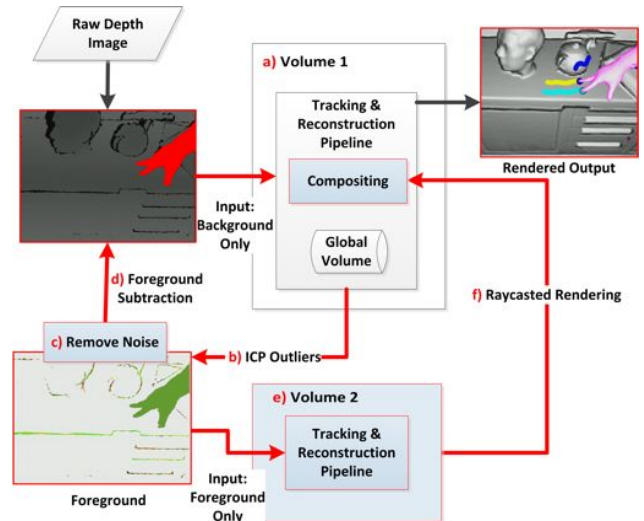 Raw Depth
Image
a) Volume 1
Tracking &
Reconstruction
Pipeline
Compositing
Global
Volume
Rendered Output
Input:
Background
Only
d) Foreground
Subtraction
c) Remove Noise
b) ICP Outliers
f) Raycasted Rendering
e) Volume 2
Tracking &
Reconstruction
Pipeline
Input:
Foreground
Only
Foreground